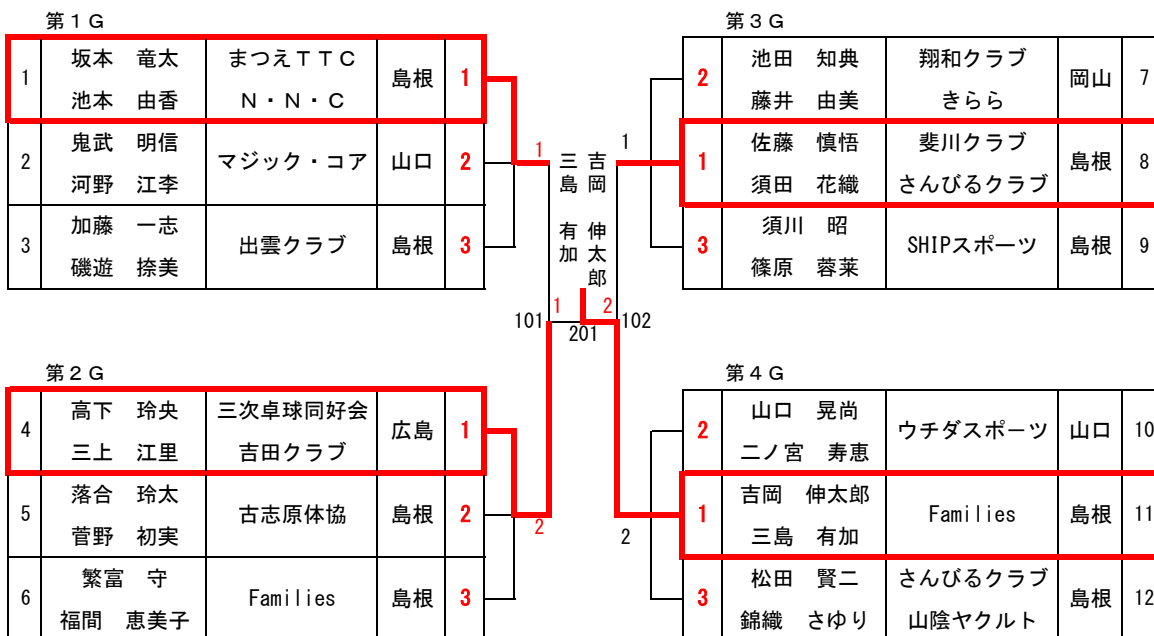 第１Ｇ
1 坂本　竜太 まつえＴＴＣ 島根 1
池本　由香 Ｎ・Ｎ・Ｃ
2 鬼武　明信 マジック・コア 山口 2
河野　江李
3 加藤　一志 出雲クラブ 島根 3
磯遊　捺美
第２Ｇ
4 高下　玲央 三次卓球同好会 広島 1
三上　江里 吉田クラブ
5 落合　玲太 古志原体協 島根 2
菅野　初実
6 繁富　守 Families 島根 3
福間　恵美子
1
2
吉岡　伸太郎
三島　有加
1 2
101 201 102
1
2
第３Ｇ
2 池田　知典 翔和クラブ 岡山 7
藤井　由美 きらら
1 佐藤　慎悟 斐川クラブ 島根 8
須田　花織 さんびるクラブ
3 須川　昭 SHIPスポーツ 島根 9
篠原　蓉莱
第４Ｇ
2 山口　晃尚 ウチダスポーツ 山口 10
二ノ宮　寿恵
1 吉岡　伸太郎 Families 島根 11
三島　有加
3 松田　賢二 さんびるクラブ 島根 12
錦織　さゆり 山陰ヤクルト